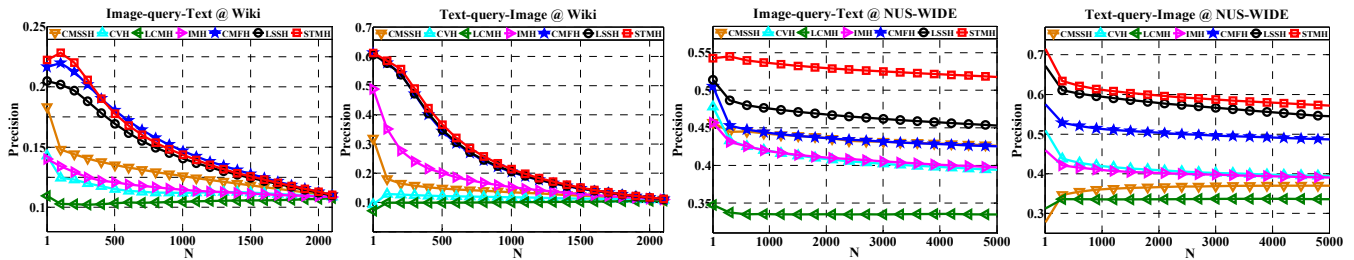 Image-query-Text @ Wiki
CMSSH CVH LCMH IMH CMFH LSSH STMH
Precision
0.25
0.2
0.15
0.1
1 500 1000 1500 2000
N
Text-query-Image @ Wiki
CMSSH CVH LCMH IMH CMFH LSSH STMH
Precision
0.7
0.6
0.5
0.4
0.3
0.2
0.1
1 500 1000 1500 2000
N
Image-query-Text @ NUS-WIDE
CMSSH CVH LCMH IMH CMFH LSSH STMH
Precision
0.55
0.5
0.45
0.4
0.35
1 1000 2000 3000 4000 5000
N
Text-query-Image @ NUS-WIDE
CMSSH CVH LCMH IMH CMFH LSSH STMH
Precision
0.7
0.6
0.5
0.4
0.3
1 1000 2000 3000 4000 5000
N